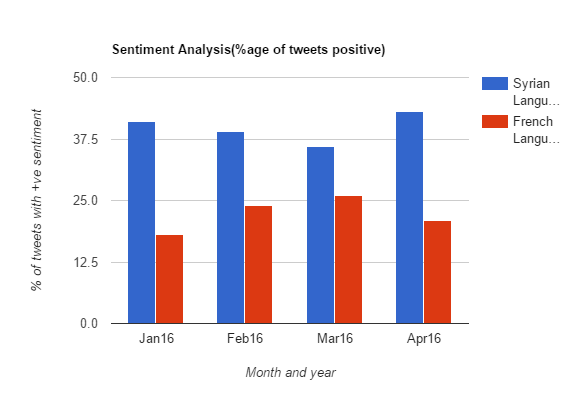 Sentiment Analysis(%age of tweets positive)
% of tweets with +ve sentiment
50.0
37.5
25.0
12.5
0.0
Jan16
Feb16
Mar16
Apr16
Month and year
Syrian
Langu…
French
Langu…